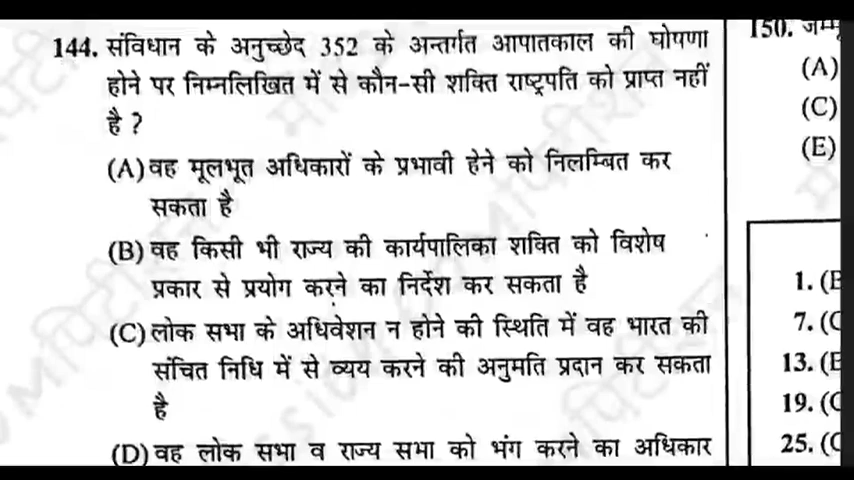 144. संविधान के अनुच्छेद 352 के अन्तर्गत आपातकाल की घोषणा
होने पर निम्नलिखित में से कौन-सी शक्ति राष्ट्रपति को प्राप्त नहीं
है ?
(A) वह मूलभूत अधिकारों के प्रभावी हेने को निलम्बित कर
सकता है
(B) वह किसी भी राज्य की कार्यपालिका शक्ति को विशेष
प्रकार से प्रयोग करने का निर्देश कर सकता है
(C) लोक सभा के अधिवेशन न होने की स्थिति में वह भारत की
संचित निधि में से व्यय करने की अनुमति प्रदान कर सकता
है
(D) वह लोक सभा व राज्य सभा को भंग करने का अधिकार
150.
(A)
(C)
(E)
1. (E
7. (C
13. (E
19. (C
25. (C